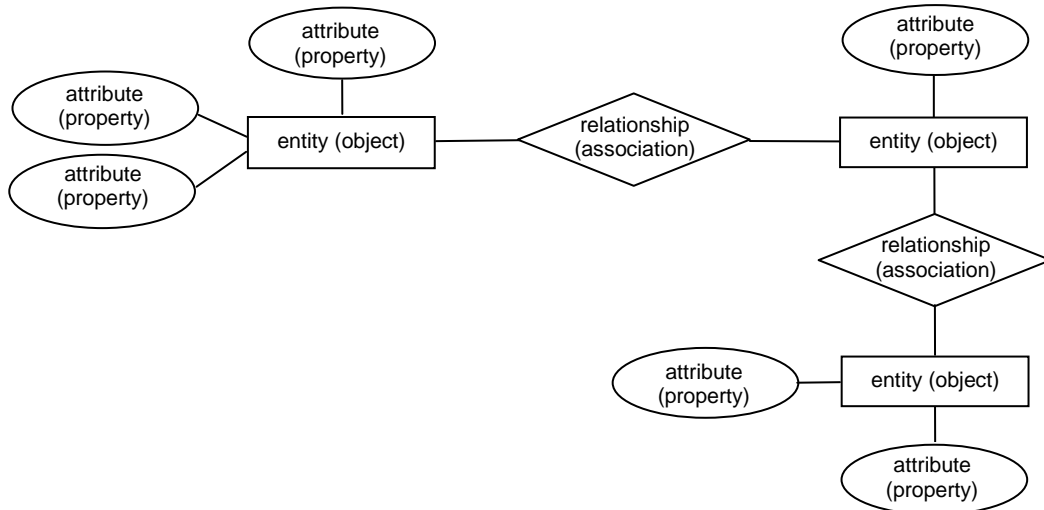 attribute
(property)
attribute
(property)
attribute
(property)
entity (object)
relationship
(association)
entity (object)
attribute
(property)
relationship
(association)
attribute
(property)
entity (object)
attribute
(property)